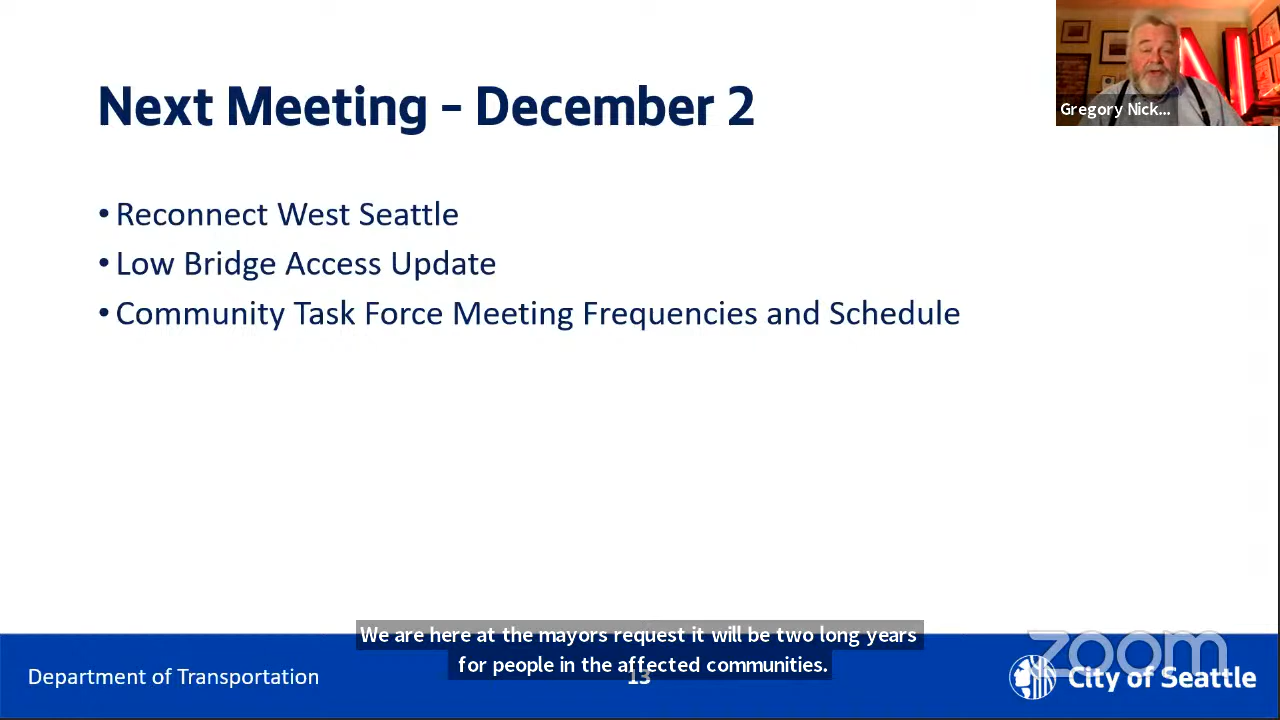 Next Meeting – December 2
Gregory Nick...
• Reconnect West Seattle
• Low Bridge Access Update
• Community Task Force Meeting Frequencies and Schedule
We are here at the mayors request it will be two long years
for people in the affected communities.
Department of Transportation
13
zoom
City of Seattle